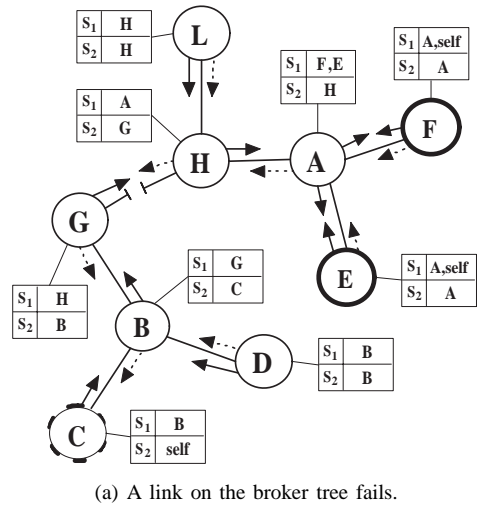 S1 H
S2 H
L
S1 F,E
S2 H
S1 A,self
S2 A
S1 A
S2 G
H
A
F
G
S1 G
S2 C
E
S1 A,self
S2 A
S1 H
S2 B
B
D
S1 B
S2 B
C
S1 B
S2 self
(a) A link on the broker tree fails.